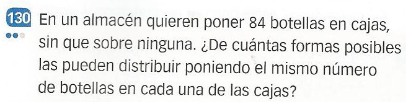 130 En un almacén quieren poner 84 botellas en cajas,
sin que sobre ninguna. ¿De cuántas formas posibles
las pueden distribuir poniendo el mismo número
de botellas en cada una de las cajas?